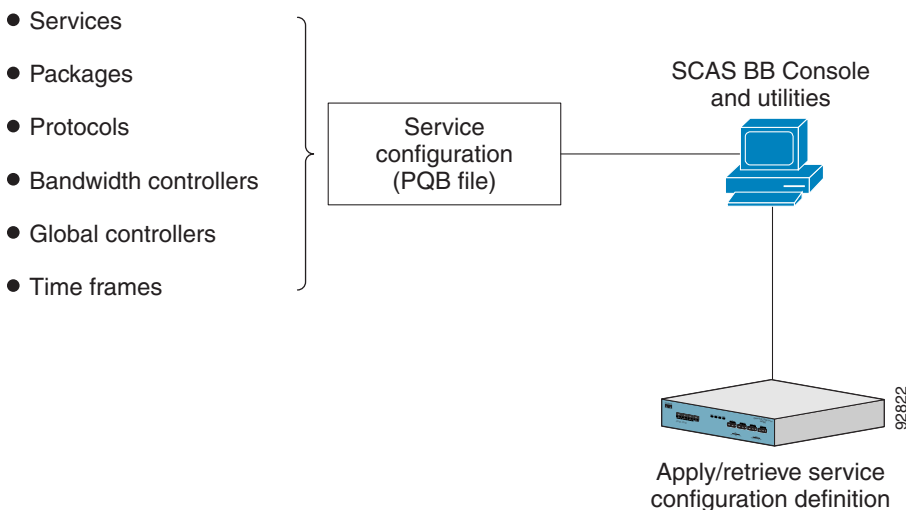 Services
Packages
Protocols
Bandwidth controllers
Global controllers
Time frames
Service
configuration
(PQB file)
SCAS BB Console
and utilities
92822
Apply/retrieve service
configuration definition